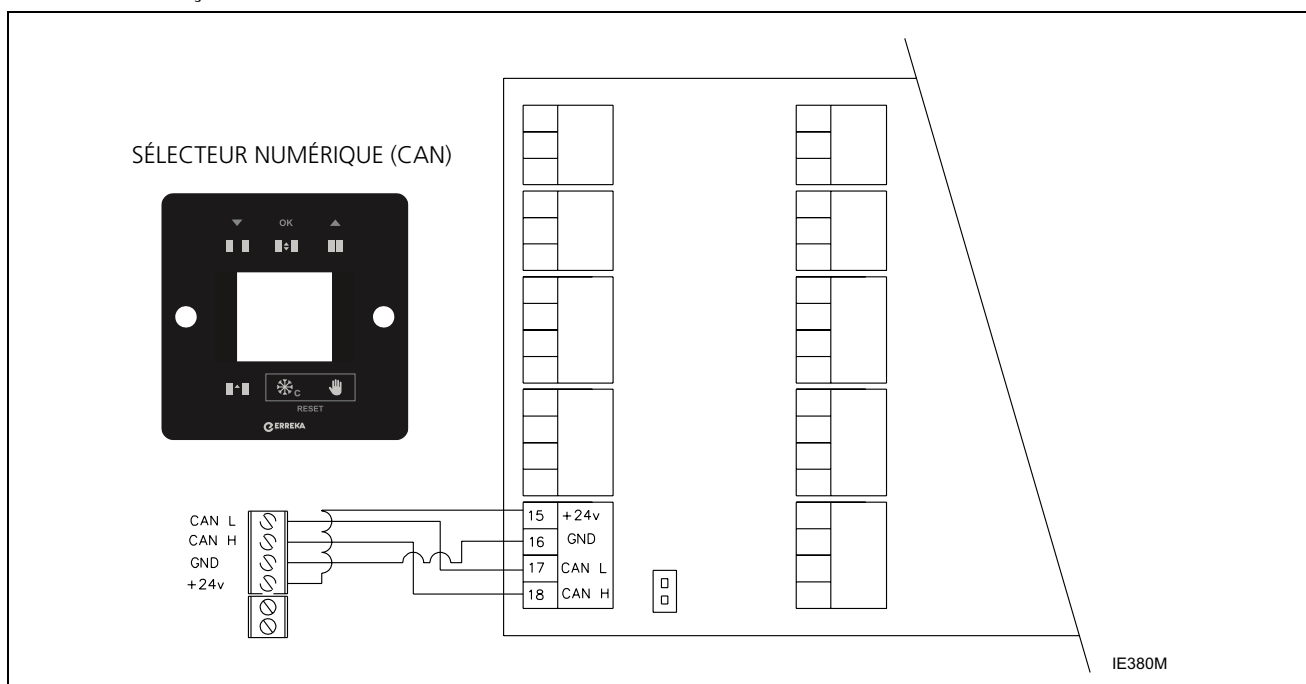 SÉLECTEUR NUMÉRIQUE (CAN)
OK
C
RESET
ERREKA
CAN L
CAN H
GND
+24v
15 +24v
16 GND
17 CAN L
18 CAN H
IE380M